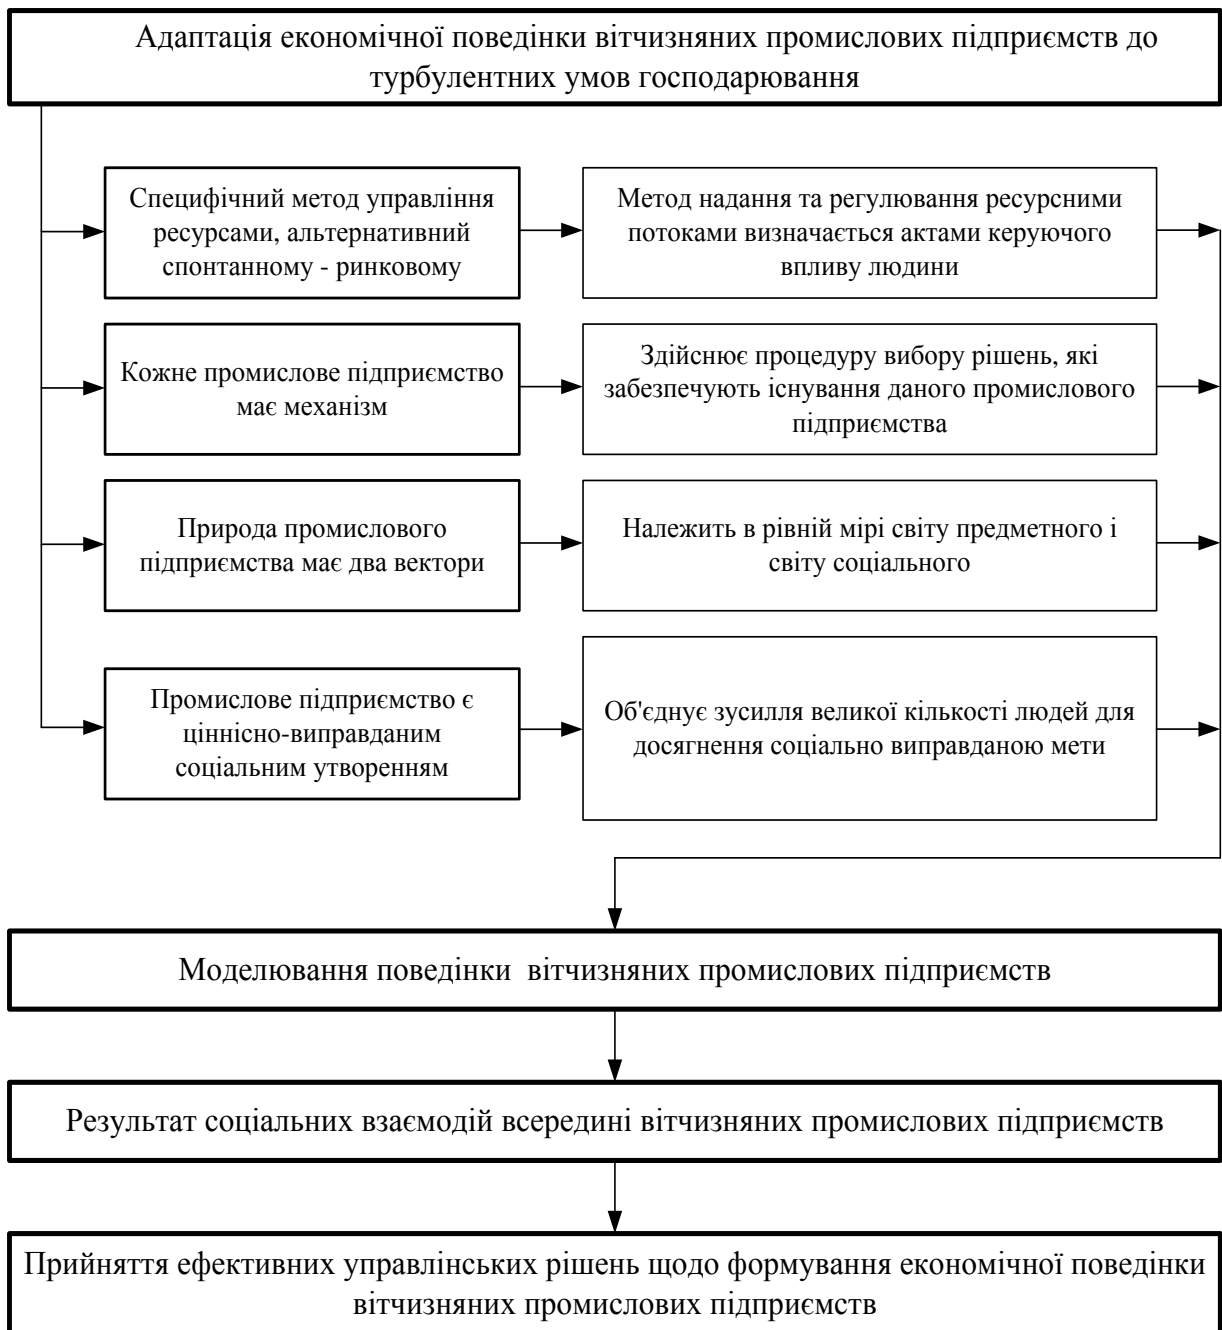 Адаптація економічної поведінки вітчизняних промислових підприємств до
турбулентних умов господарювання
Специфічний метод управління
ресурсами, альтернативний
спонтанному - ринковому
Метод надання та регулювання ресурсними
потоками визначається актами керуючого
впливу людини
Кожне промислове підприємство
має механізм
Здійснює процедуру вибору рішень, які
забезпечують існування даного промислового
підприємства
Природа промислового
підприємства має два вектори
Належить в рівній мірі світу предметного і
світу соціального
Промислове підприємство є
ціннісно-виправданим
соціальним утворенням
Об'єднує зусилля великої кількості людей для
досягнення соціально виправданою мети
Моделювання поведінки вітчизняних промислових підприємств
Результат соціальних взаємодій всередині вітчизняних промислових підприємств
Прийняття ефективних управлінських рішень щодо формування економічної поведінки
вітчизняних промислових підприємств